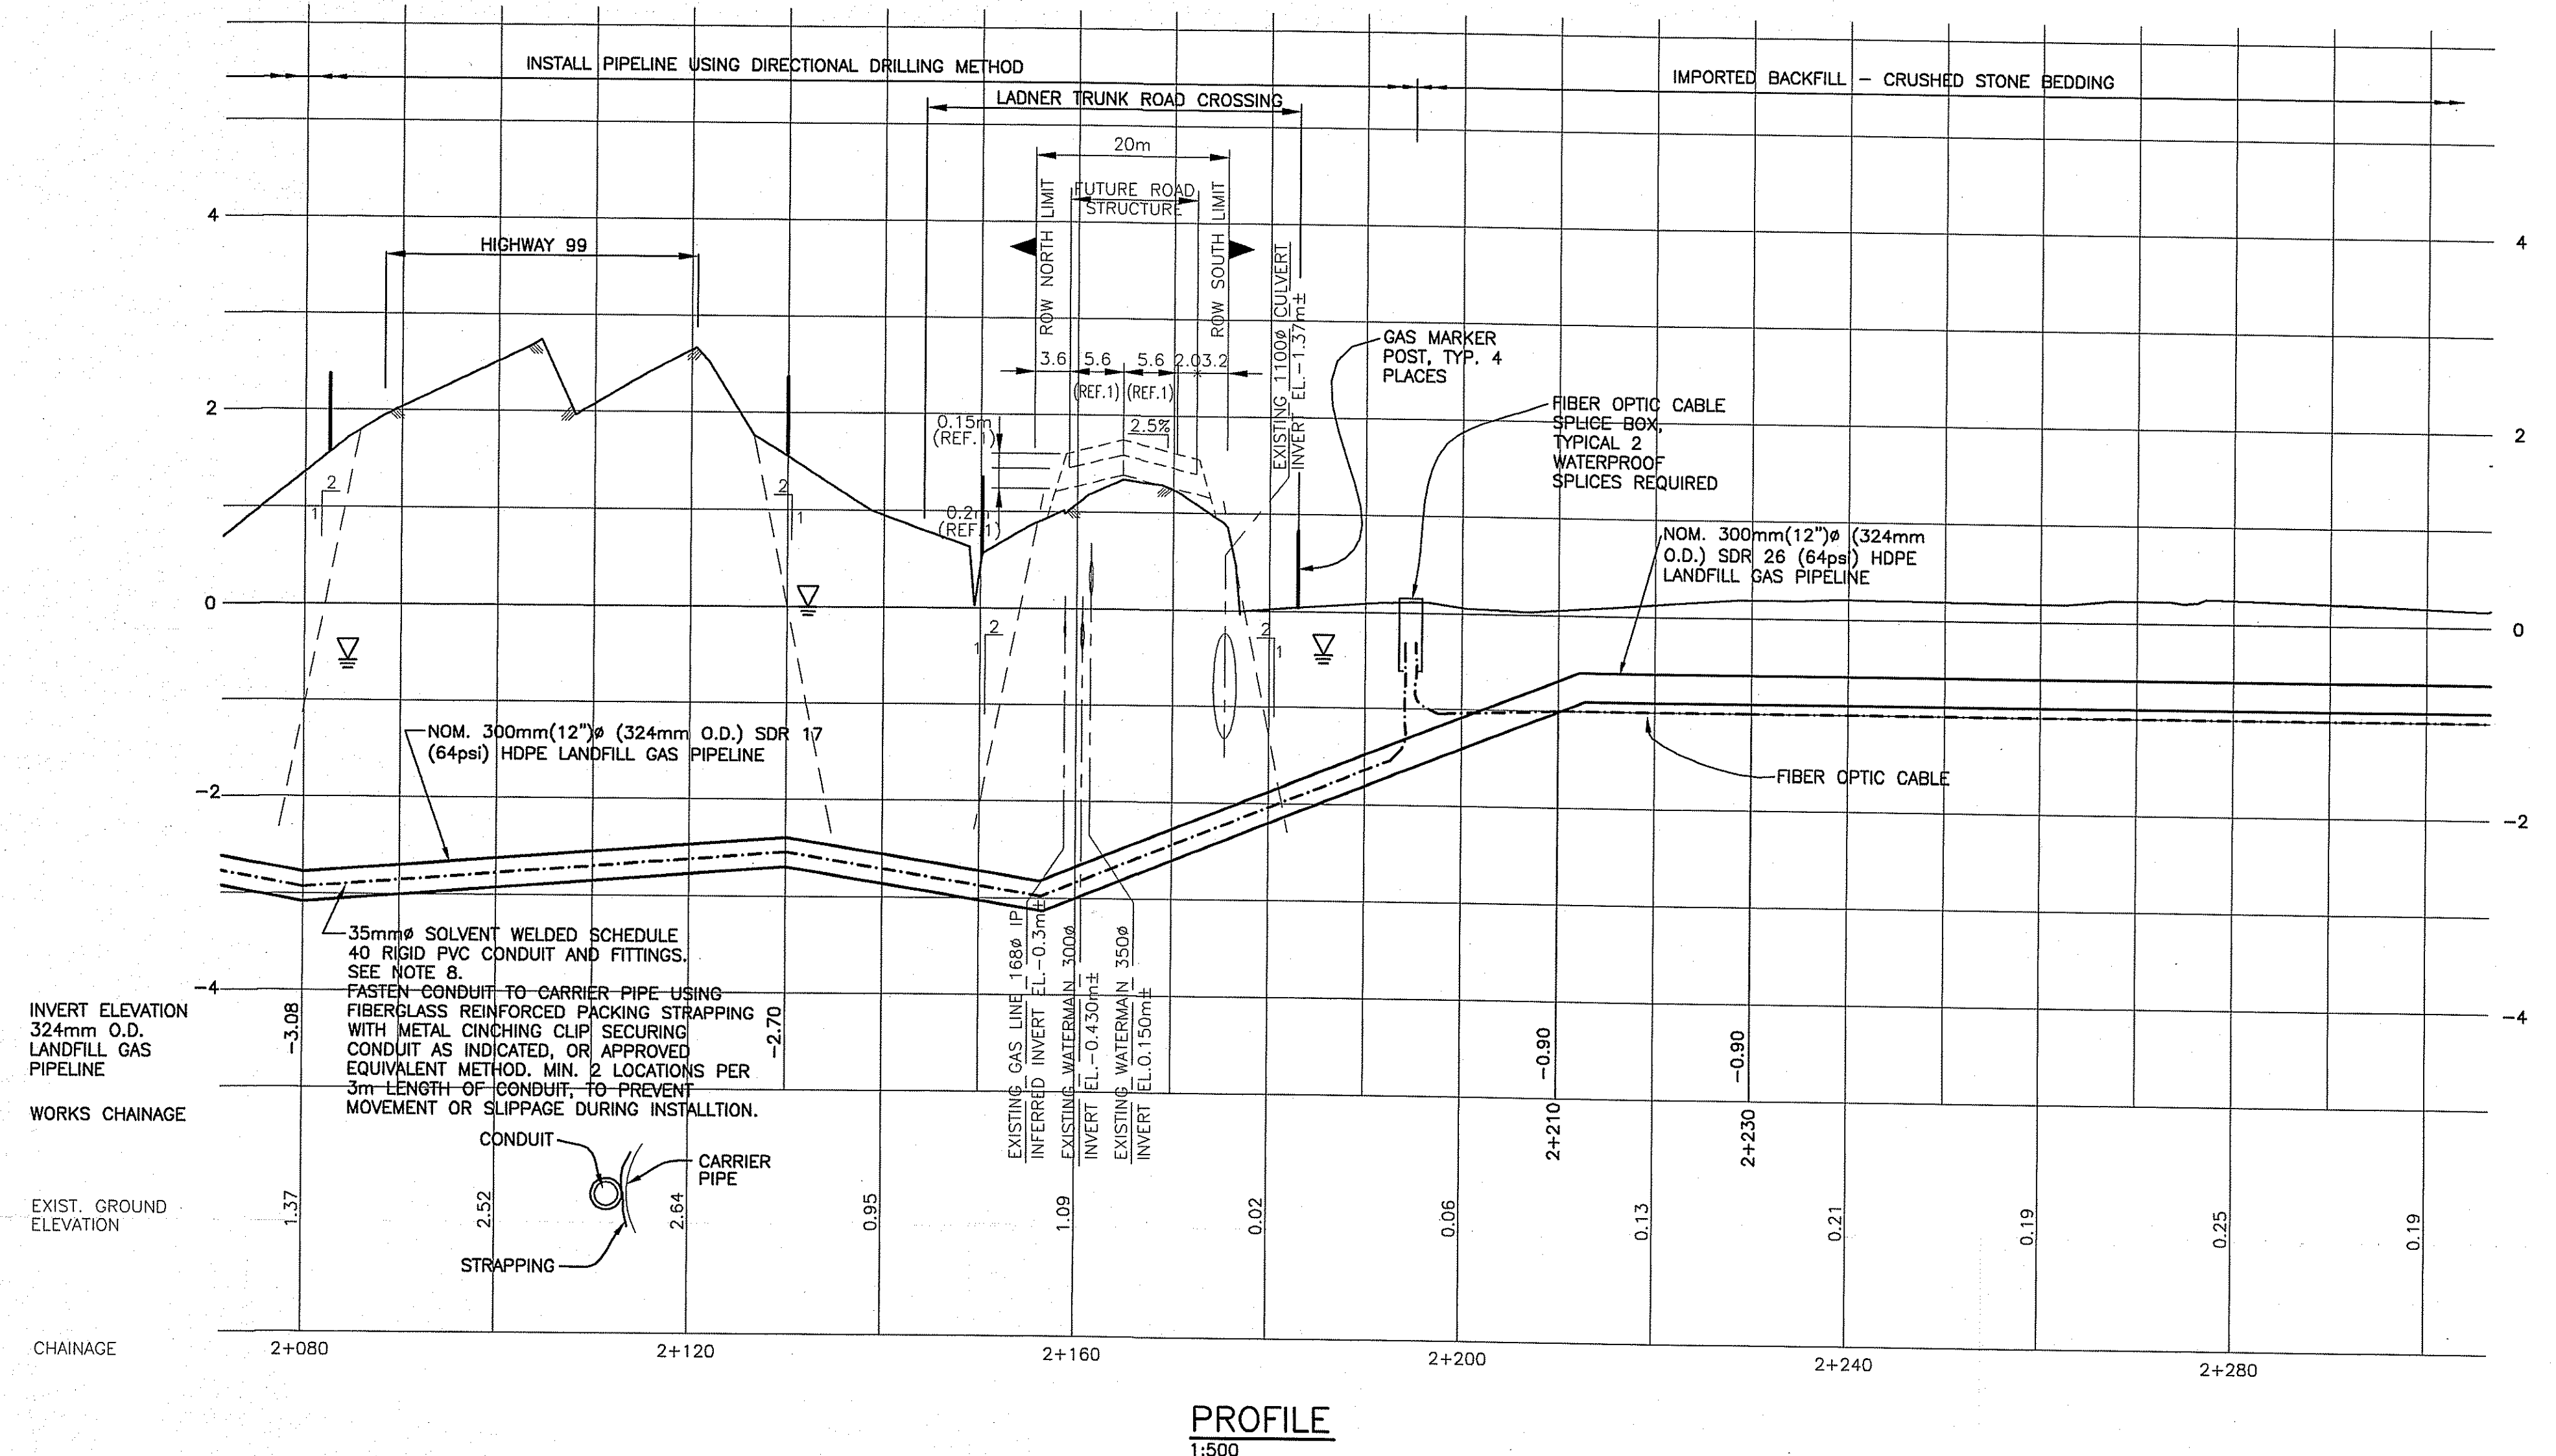 INSTALL PIPELINE USING DIRECTIONAL DRILLING METHOD
IMPORTED BACKFILL – CRUSHED STONE BEDDING
LADNER TRUNK ROAD CROSSING
20m
ROW NORTH LIMIT
FUTURE ROAD
STRUCTURE
ROW SOUTH LIMIT
4
4
HIGHWAY 99
EXISTING 1100ø CULVERT
INVERT EL.-1.37m±
GAS MARKER
POST, TYP. 4
PLACES
3.6
5.6
5.6
2.0
3.2
(REF.1)
(REF.1)
2
2
FIBER OPTIC CABLE
SPLICE BOX,
TYPICAL 2
WATERPROOF
SPLICES REQUIRED
0.15m
(REF.1)
2.5%
2
1
2
1
0.2m
(REF.1)
NOM. 300mm(12")ø (324mm
O.D.) SDR 26 (64psi) HDPE
LANDFILL GAS PIPELINE
0
0
2
1
2
1
NOM. 300mm(12")ø (324mm O.D.) SDR 17
(64psi) HDPE LANDFILL GAS PIPELINE
FIBER OPTIC CABLE
-2
-2
35mmø SOLVENT WELDED SCHEDULE
40 RIGID PVC CONDUIT AND FITTINGS.
SEE NOTE 8.
FASTEN CONDUIT TO CARRIER PIPE USING
FIBERGLASS REINFORCED PACKING STRAPPING
WITH METAL CINCHING CLIP SECURING
CONDUIT AS INDICATED, OR APPROVED
EQUIVALENT METHOD. MIN. 2 LOCATIONS PER
3m LENGTH OF CONDUIT, TO PREVENT
MOVEMENT OR SLIPPAGE DURING INSTALLTION.
EXISTING GAS LINE 168ø IP
INFERRED INVERT EL.-0.3m±
EXISTING WATERMAIN 300ø
INVERT EL.-0.430m±
EXISTING WATERMAIN 350ø
INVERT EL.0.150m±
-4
-4
INVERT ELEVATION
324mm O.D.
LANDFILL GAS
PIPELINE
-3.08
-2.70
-0.90
-0.90
WORKS CHAINAGE
2+210
2+230
CONDUIT
CARRIER
PIPE
STRAPPING
EXIST. GROUND
ELEVATION
1.37
2.52
2.64
0.95
1.09
0.02
0.06
0.13
0.21
0.19
0.25
0.19
CHAINAGE
2+080
2+120
2+160
2+200
2+240
2+280
PROFILE
1:500